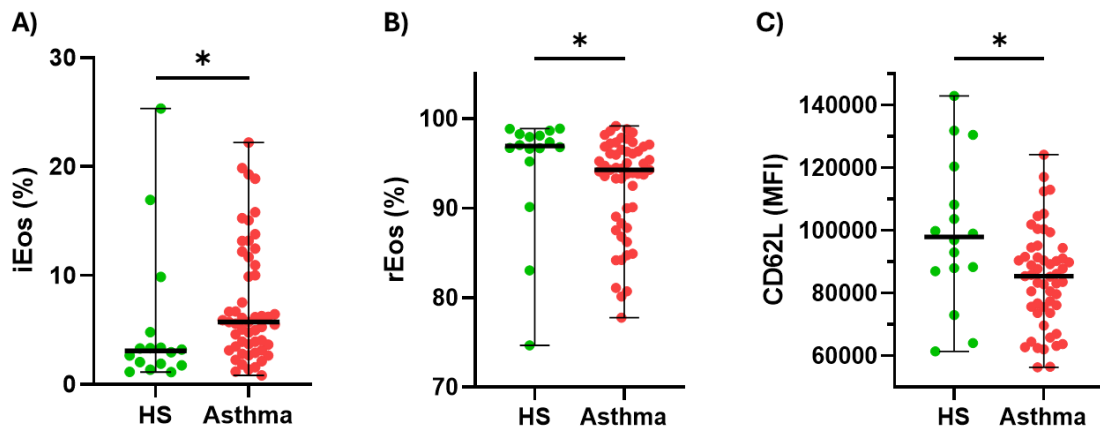 A)
iEos (%)
30
20
10
0
*
HS
Asthma
B)
rEos (%)
100
90
80
70
*
HS
Asthma
C)
CD62L (MFI)
140000
120000
100000
80000
60000
*
HS
Asthma